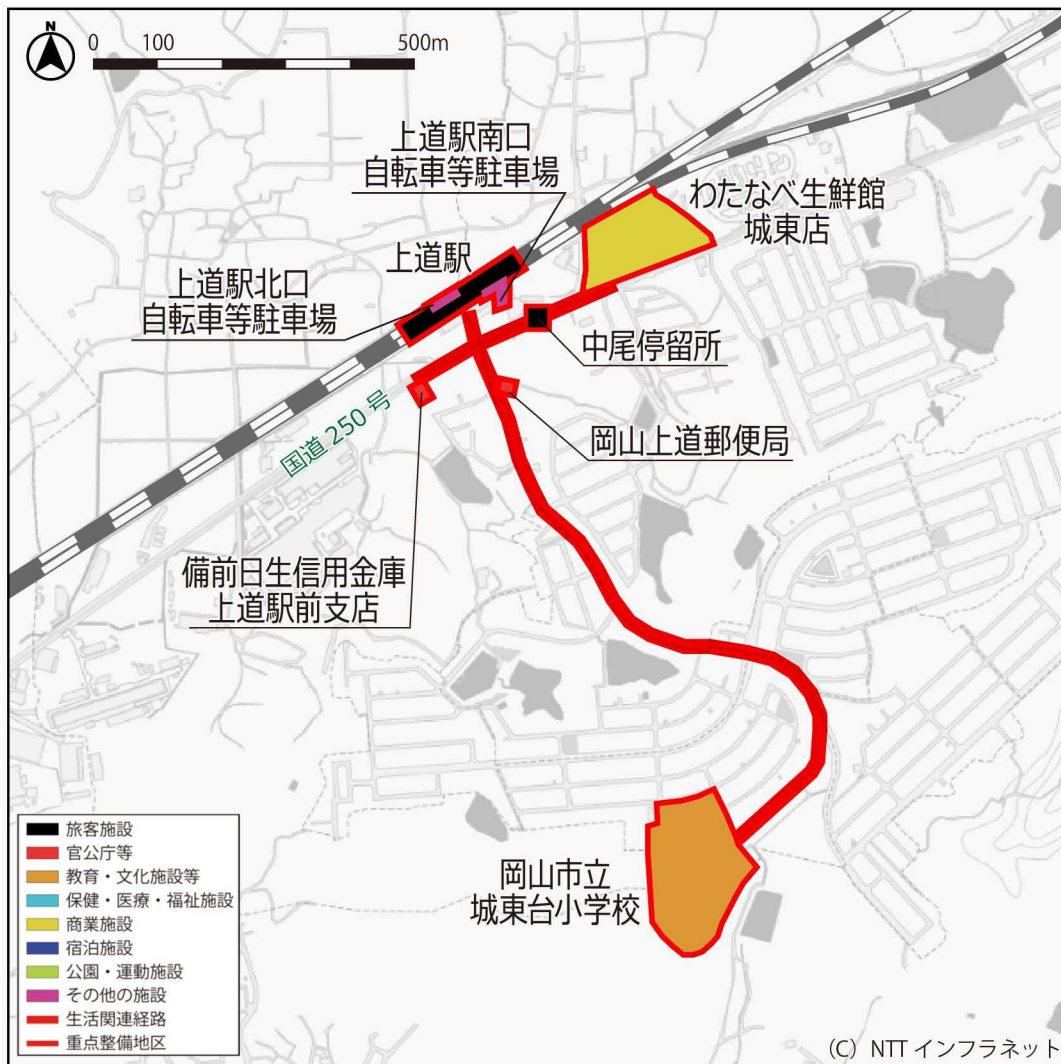 N
0 100 500m
上道駅南口
自転車等駐車場
わたなべ生鮮館
城東店
上道駅
上道駅北口
自転車等駐車場
中尾停留所
国道 250 号
岡山上道郵便局
備前日生信用金庫
上道駅前支店
岡山市立
城東台小学校
旅客施設
官公庁等
教育・文化施設等
保健・医療・福祉施設
商業施設
宿泊施設
公園・運動施設
その他の施設
生活関連経路
重点整備地区
(C) NTT インフラネット